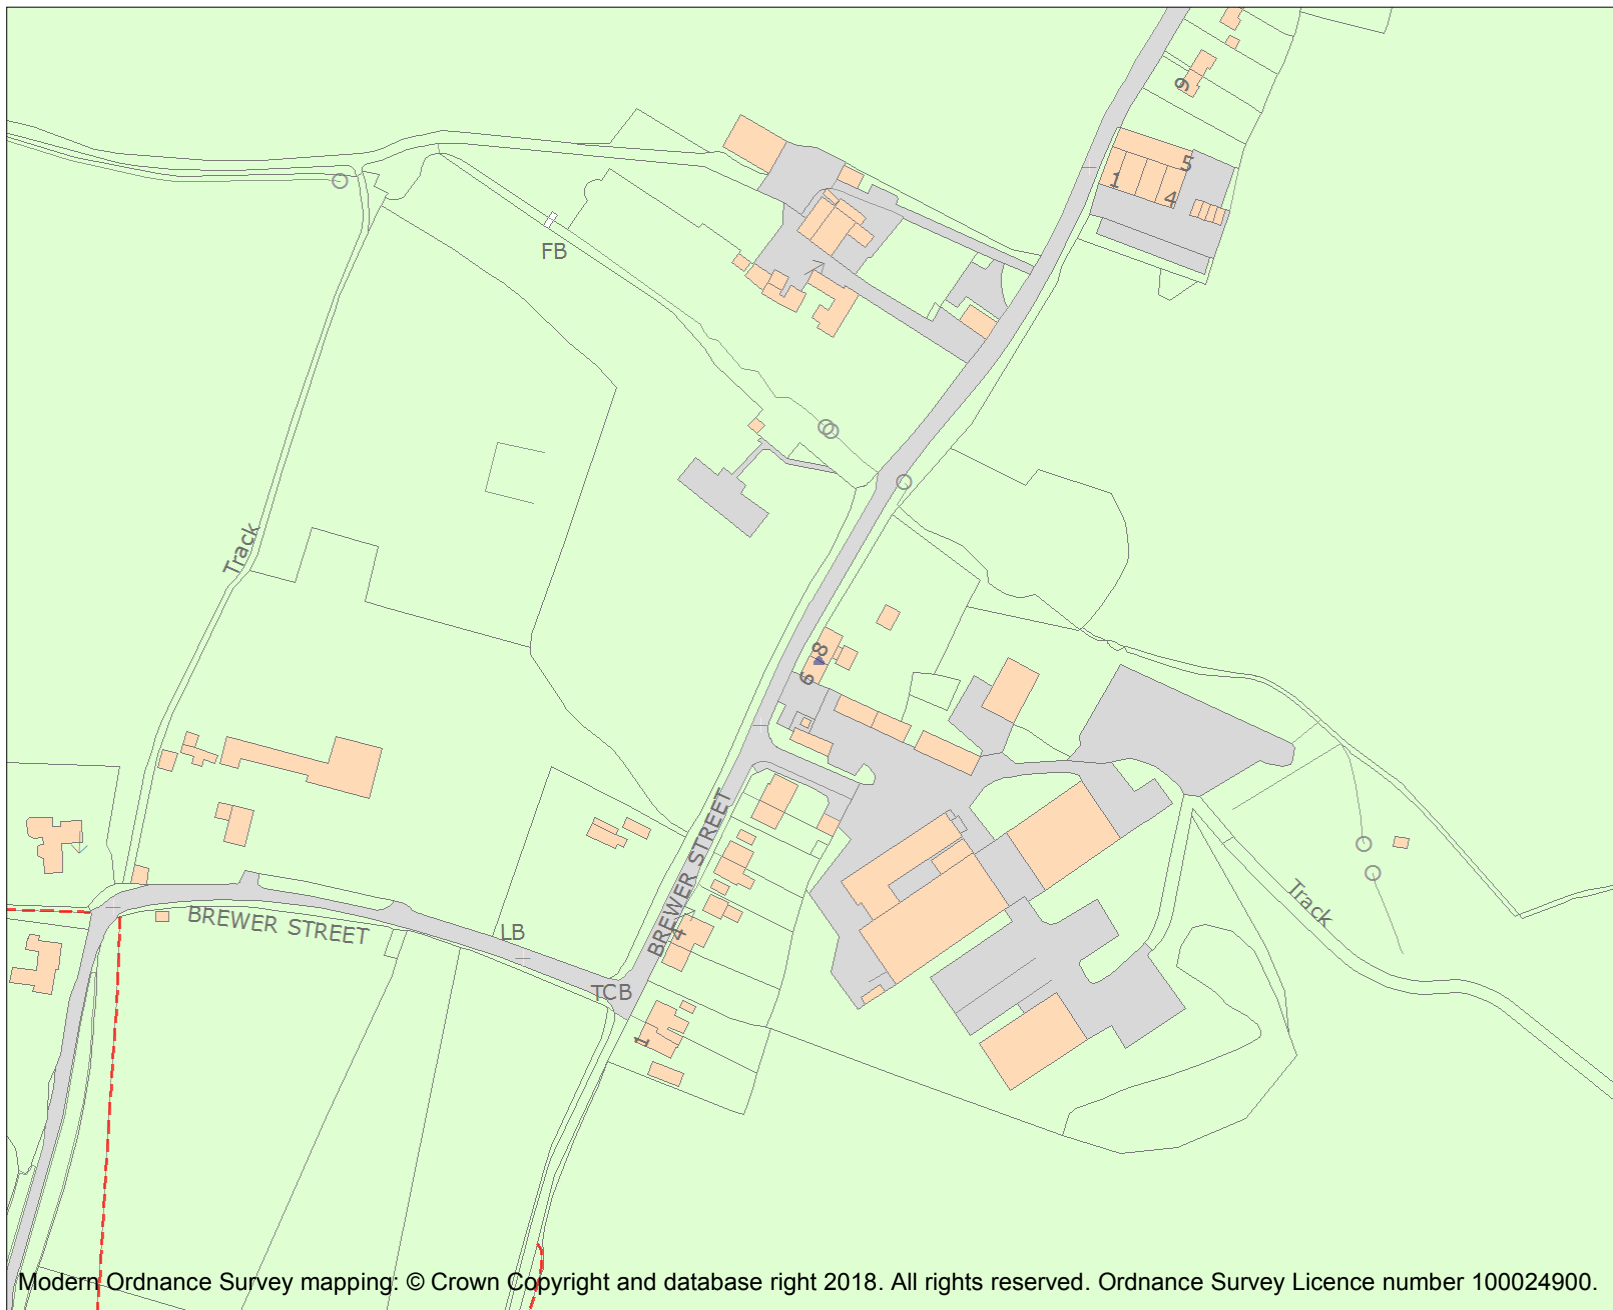 9
5
1
4
FB
Track
8
6
BREWER STREET
BREWER STREET
LB
4
TCB
1
Track
Modern Ordnance Survey mapping: © Crown Copyright and database right 2018. All rights reserved. Ordnance Survey Licence number 100024900.